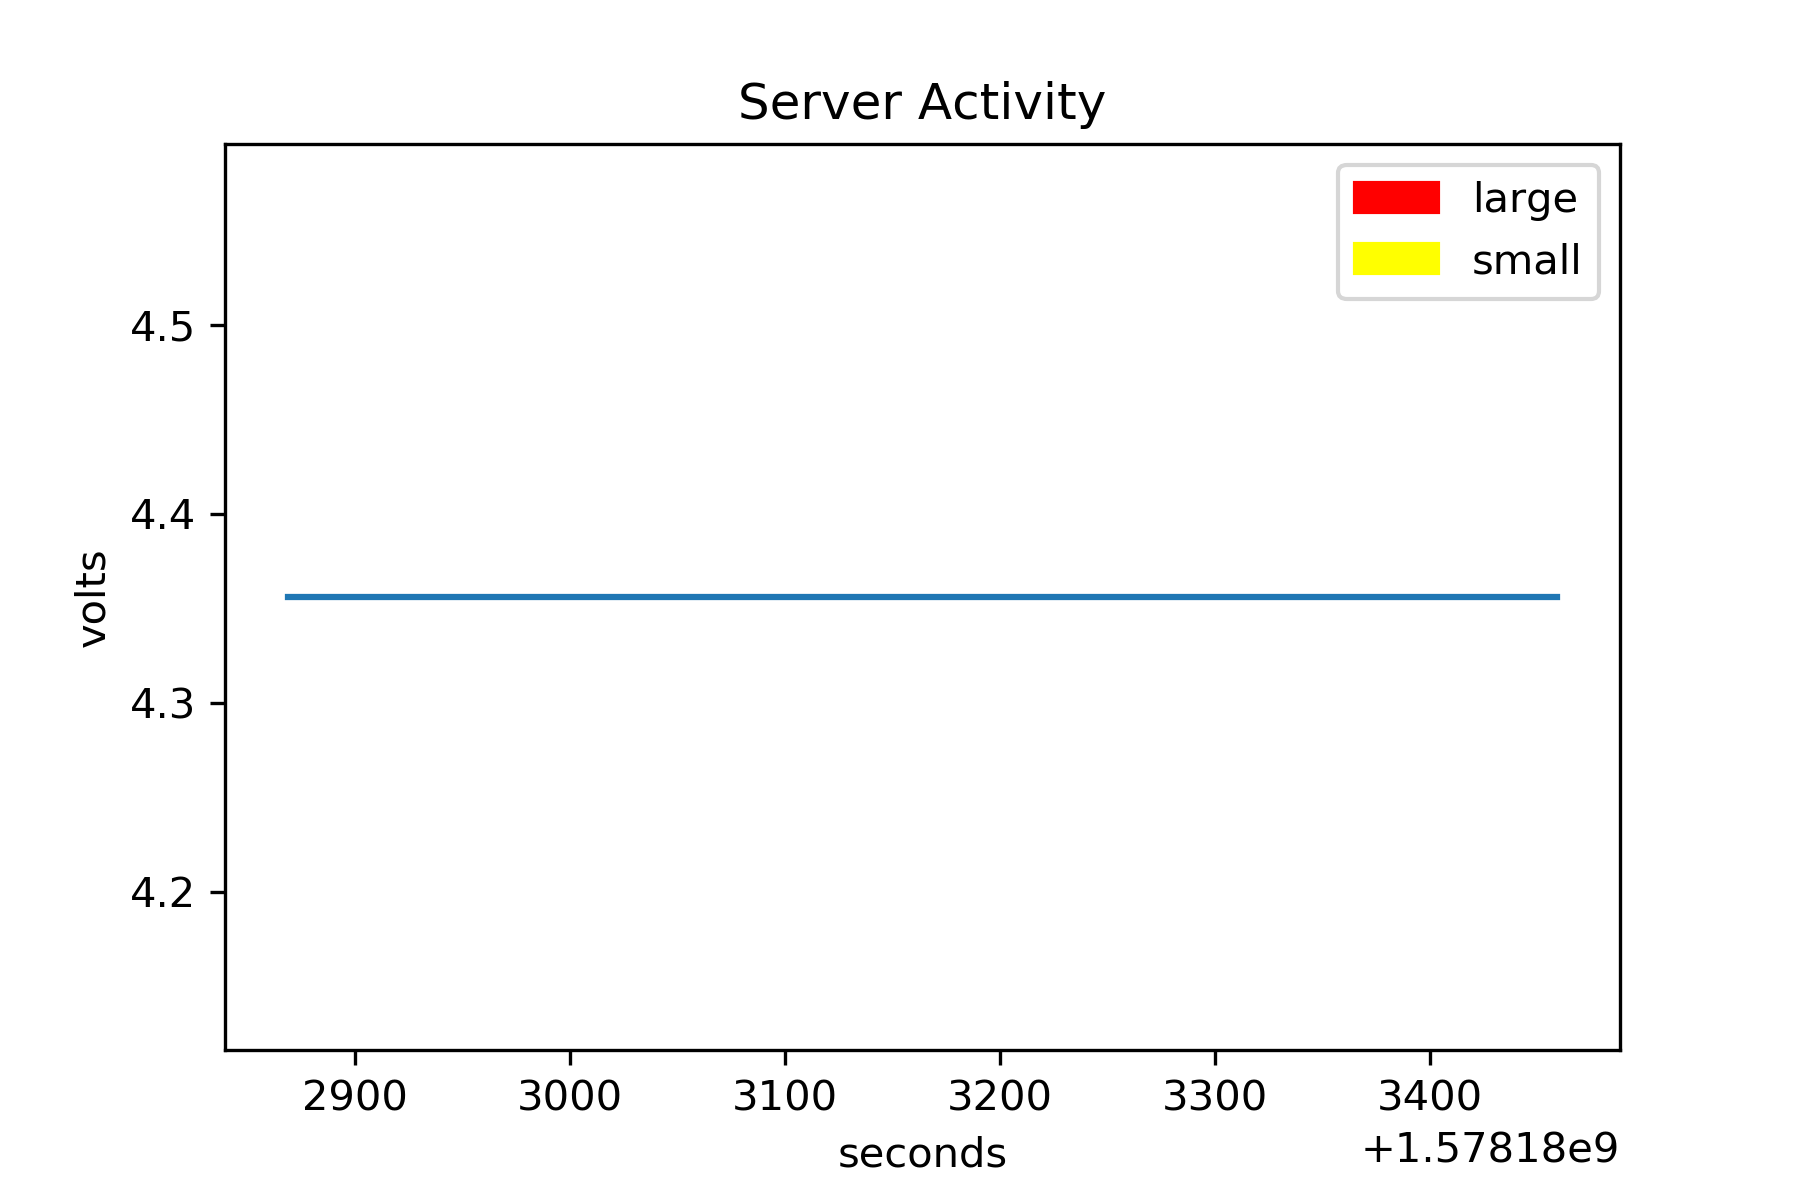 Server Activity
large
small
4.5
4.4
4.3
4.2
volts
2900 3000 3100 3200 3300 3400
seconds
+1.57818e9